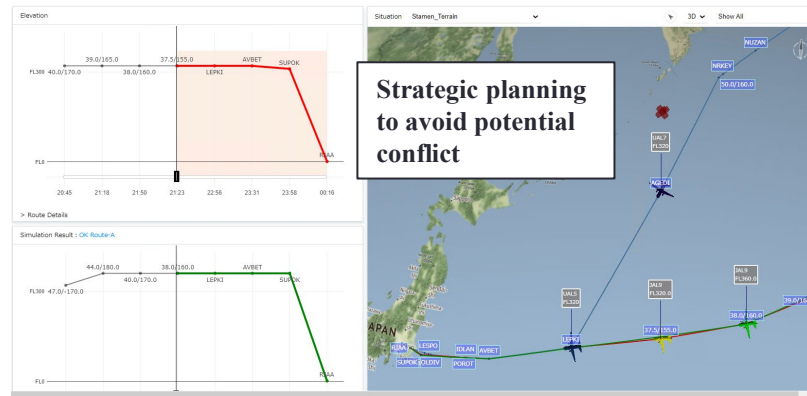 Elevation
39.0/165.0
37.5/155.0
AVBET
SUPOK
FL300
40.0/170.0
38.0/160.0
LEPKI
RJAA
FL0
20:45
21:18
21:50
21:23
22:56
23:31
23:58
00:16
> Route Details
Simulation Result : OK Route-A
44.0/180.0
38.0/160.0
AVBET
40.0/170.0
LEPKI
SUPOK
FL300
47.0/-170.0
RJAA
FL0
Situation
Stamen_Terrain
3D
Show All
Strategic planning
to avoid potential
conflict
NUZAN
NRKEY
50.0/160.0
UAL7
FL320
AGEDI
JAL9
FL360.0
JAL9
FL320.0
UAL5
FL320
39.0/16
38.0/160.0
37.5/155.0
LEPKI
APAN
RJAA
LESPO
IDLAN
AVBET
SUPOK
OLDIV
POROT